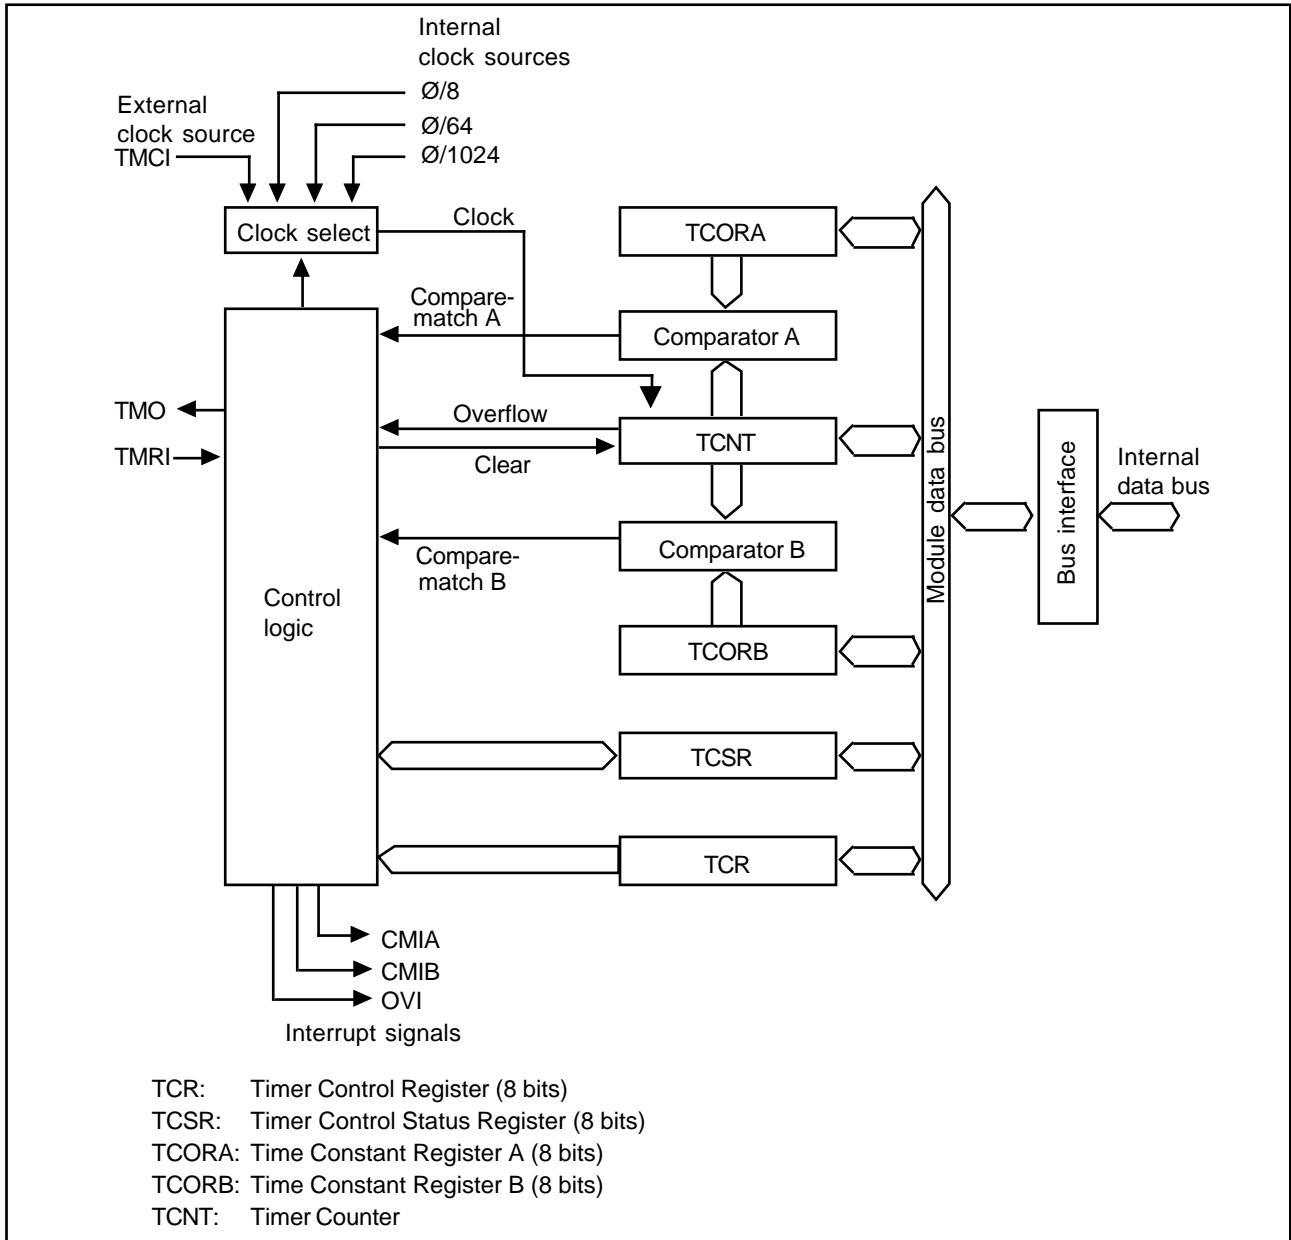 Internal
clock sources
Ø/8
External
clock source
Ø/64
TMCI
Ø/1024
Clock select
Clock
TCORA
Compare-
match A
Comparator A
TMO
Overflow
TCNT
TMRI
Clear
Module data bus
Bus interface
Internal
data bus
Compare-
match B
Comparator B
Control
logic
TCORB
TCSR
TCR
CMIA
CMIB
OVI
Interrupt signals
TCR: Timer Control Register (8 bits)
TCSR: Timer Control Status Register (8 bits)
TCORA: Time Constant Register A (8 bits)
TCORB: Time Constant Register B (8 bits)
TCNT: Timer Counter